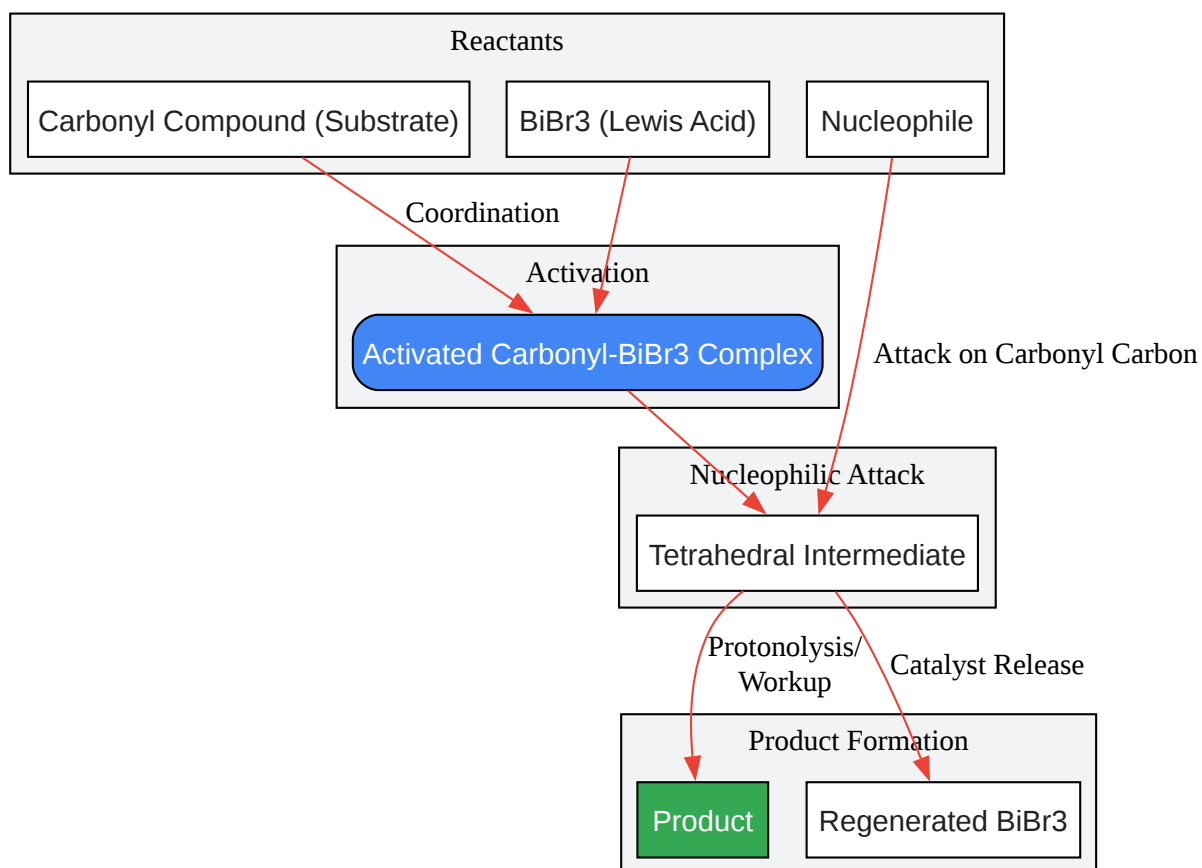 Reactants
Carbonyl Compound (Substrate)
BiBr3 (Lewis Acid)
Nucleophile
Coordination
Activation
Activated Carbonyl-BiBr3 Complex
Attack on Carbonyl Carbon
Nucleophilic Attack
Tetrahedral Intermediate
Protonolysis/
Workup
Catalyst Release
Product Formation
Product
Regenerated BiBr3